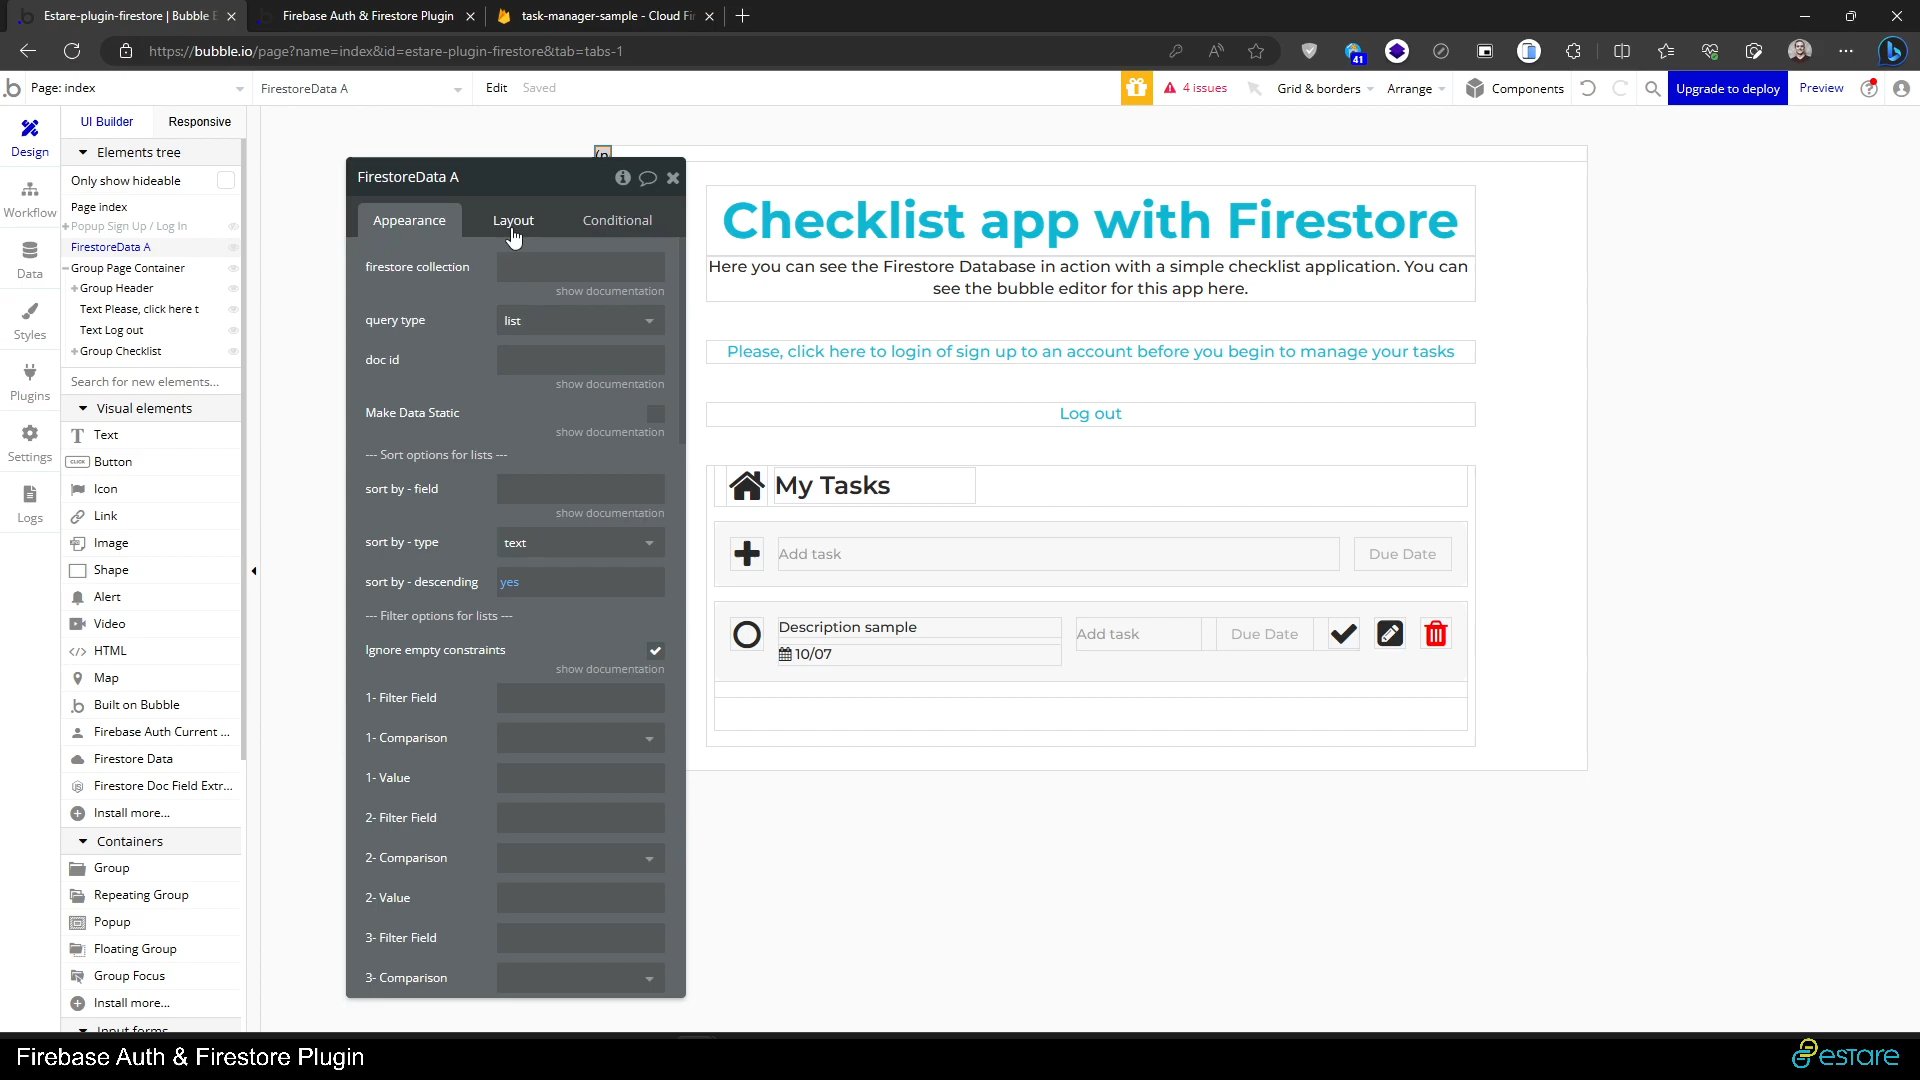 Estare-plugin-firestore | Bubble E
Firebase Auth & Firestore Plugin
task-manager-sample - Cloud Fir
https://bubble.io/page?name=index&id=estare-plugin-firestore&tab=tabs-1
41
Page: index
FirestoreData A
Edit
Saved
4 issues
Grid & borders
Arrange
Components
Upgrade to deploy
Preview
Design
Workflow
Data
Styles
Plugins
Settings
Logs
UI Builder
Responsive
Elements tree
Only show hideable
Page index
Popup Sign Up / Log In
FirestoreData A
Group Page Container
Group Header
Text Please, click here t
Text Log out
Group Checklist
Search for new elements...
Visual elements
Text
CLICK Button
Icon
Link
Image
Shape
Alert
Video
HTML
Map
Built on Bubble
Firebase Auth Current ...
Firestore Data
Firestore Doc Field Extr...
Install more...
Containers
Group
Repeating Group
Popup
Floating Group
Group Focus
Install more...
Input forms
FirestoreData A
Appearance
Layout
Conditional
firestore collection
show documentation
query type
list
doc id
show documentation
Make Data Static
show documentation
--- Sort options for lists ---
sort by - field
show documentation
sort by - type
text
sort by - descending
yes
--- Filter options for lists ---
Ignore empty constraints
show documentation
1- Filter Field
1- Comparison
1- Value
2- Filter Field
2- Comparison
2- Value
3- Filter Field
3- Comparison
Checklist app with Firestore
Here you can see the Firestore Database in action with a simple checklist application. You can
see the bubble editor for this app here.
Please, click here to login of sign up to an account before you begin to manage your tasks
Log out
My Tasks
Add task
Due Date
Description sample
10/07
Add task
Due Date
Firebase Auth & Firestore Plugin
estare